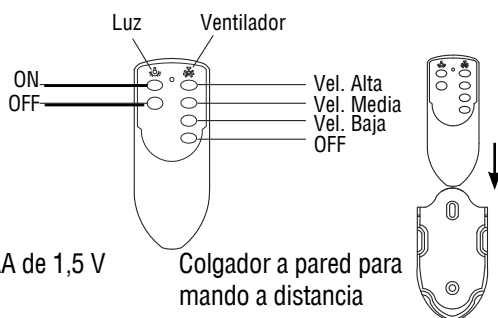 Luz Ventilador
ON
OFF
Vel. Alta
Vel. Media
Vel. Baja
OFF
A de 1,5 V
Colgador a pared para
mando a distancia